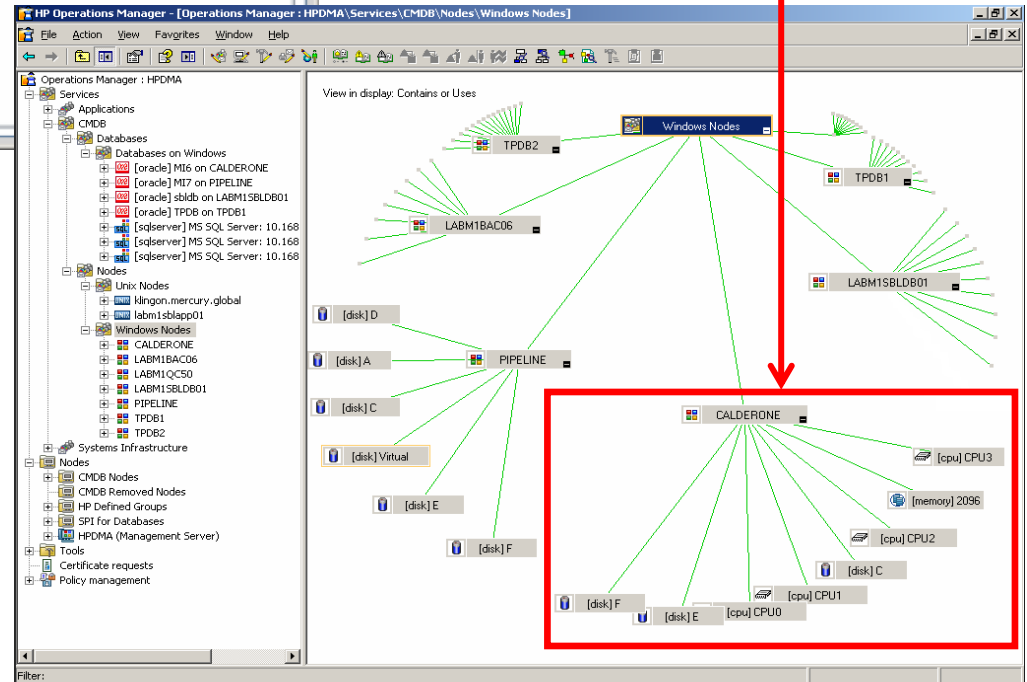 HP Operations Manager - [Operations Manager : HPDMA\Services\CMDB\Nodes\Windows Nodes]
File Action View Favorites Window Help
Operations Manager : HPDMA
Services
Applications
CMDB
Databases
Databases on Windows
[oracle] MI6 on CALDERONE
[oracle] MI7 on PIPELINE
[oracle] sbldb on LABM1SBLDB01
[oracle] TPDB on TPDB1
[sqlserver] MS SQL Server: 10.168
[sqlserver] MS SQL Server: 10.168
[sqlserver] MS SQL Server: 10.168
Nodes
Unix Nodes
klingon.mercury.global
labm1sblapp01
Windows Nodes
CALDERONE
LABM1BAC06
LABM1QC50
LABM1SBLDB01
PIPELINE
TPDB1
TPDB2
Systems Infrastructure
Nodes
CMDB Nodes
CMDB Removed Nodes
HP Defined Groups
SPI for Databases
HPDMA (Management Server)
Tools
Certificate requests
Policy management
Filter:
View in display: Contains or Uses
Windows Nodes
TPDB2
TPDB1
LABM1BAC06
LABM1SBLDB01
[disk] D
[disk] A
PIPELINE
[disk] C
CALDERONE
[disk] Virtual
[cpu] CPU3
[disk] E
[memory] 2096
[cpu] CPU2
[disk] F
[disk] C
[cpu] CPU1
[disk] F
[cpu] CPU0
[disk] E